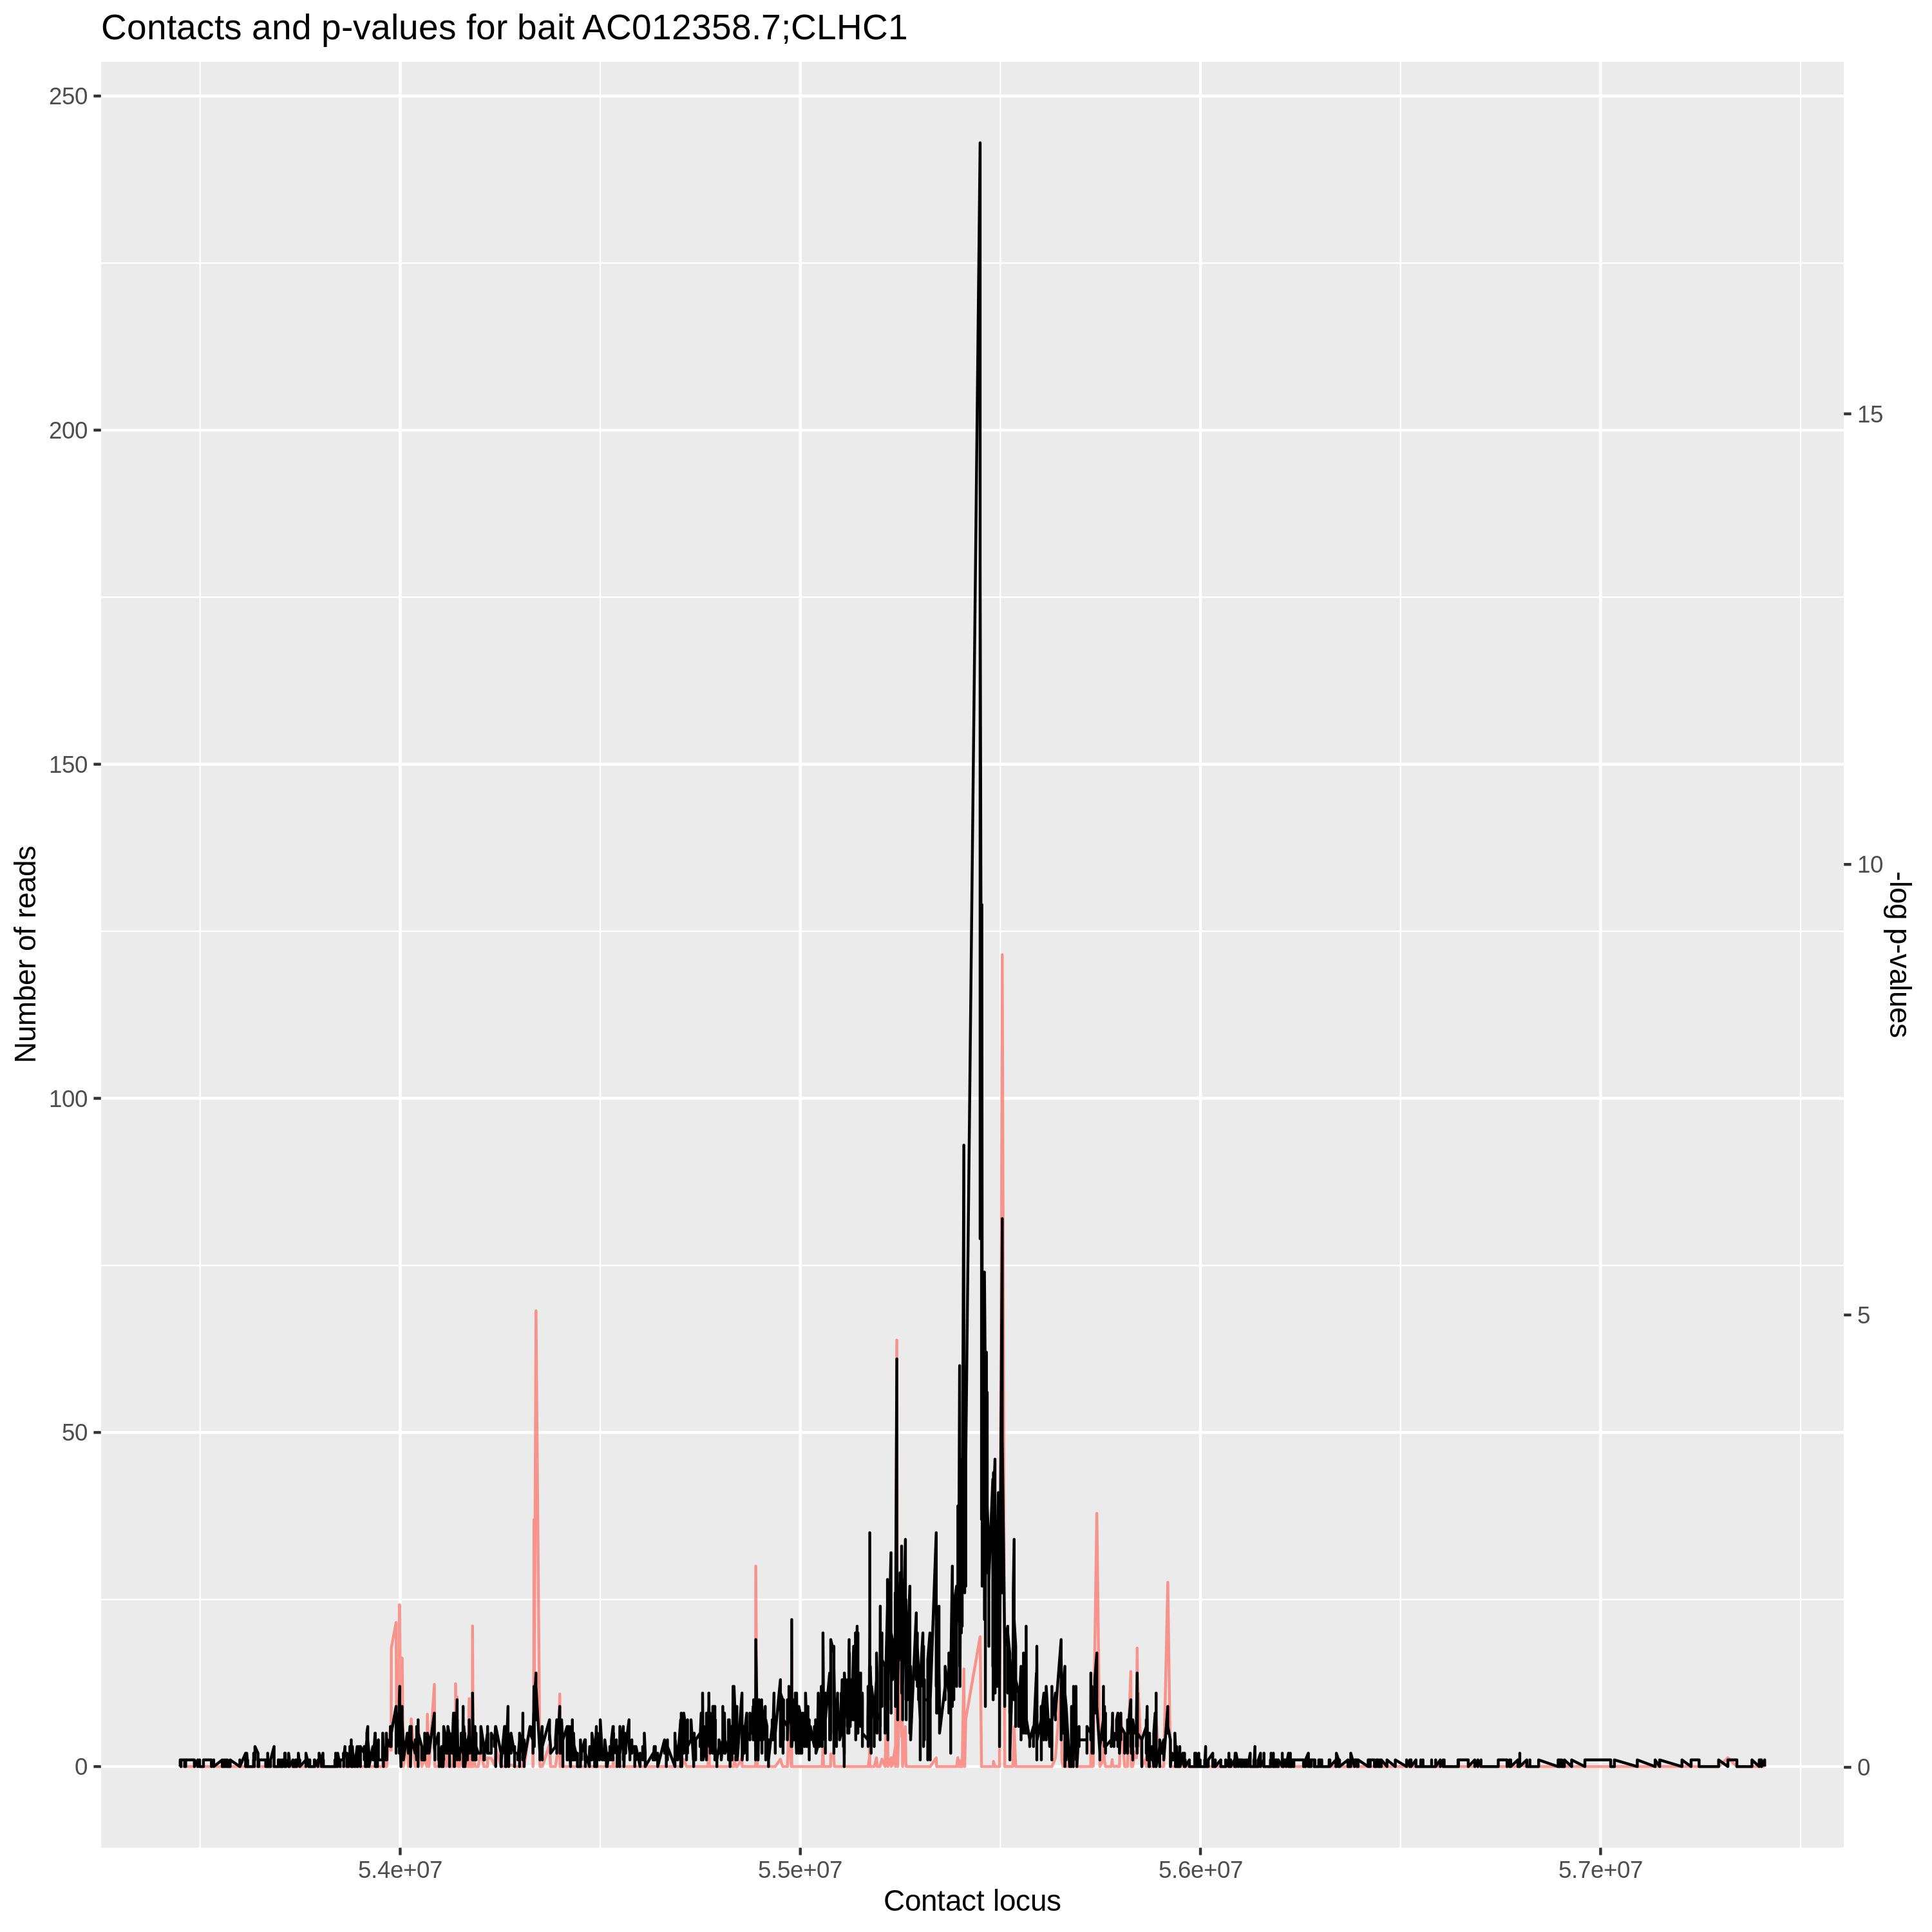 Contacts and p-values for bait AC012358.7;CLHC1
250
200
150
100
50
0
Number of reads
15
10
5
0
-log p-values
5.4e+07
5.5e+07
5.6e+07
5.7e+07
Contact locus